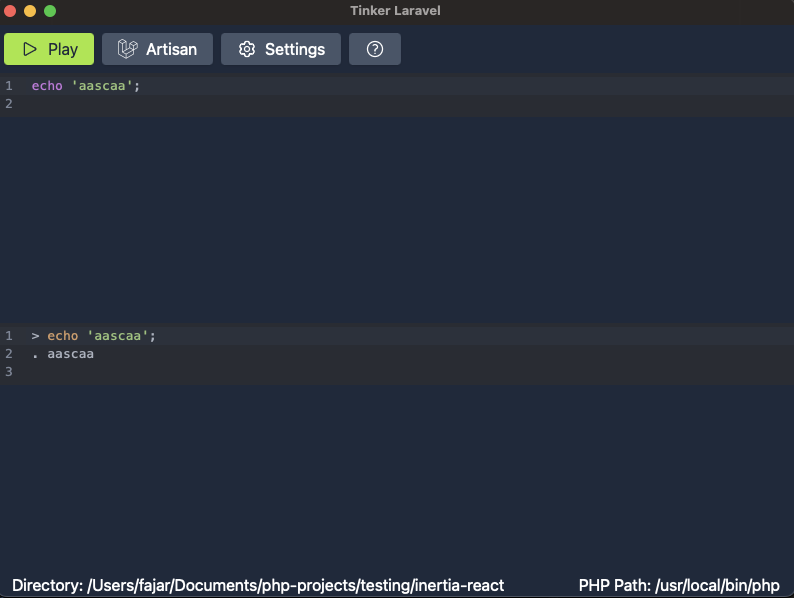 Tinker Laravel
Play Artisan Settings ?
1 echo 'aascaa';
2
1 > echo 'aascaa';
2 . aascaa
3
Directory: /Users/fajar/Documents/php-projects/testing/inertia-react PHP Path: /usr/local/bin/php